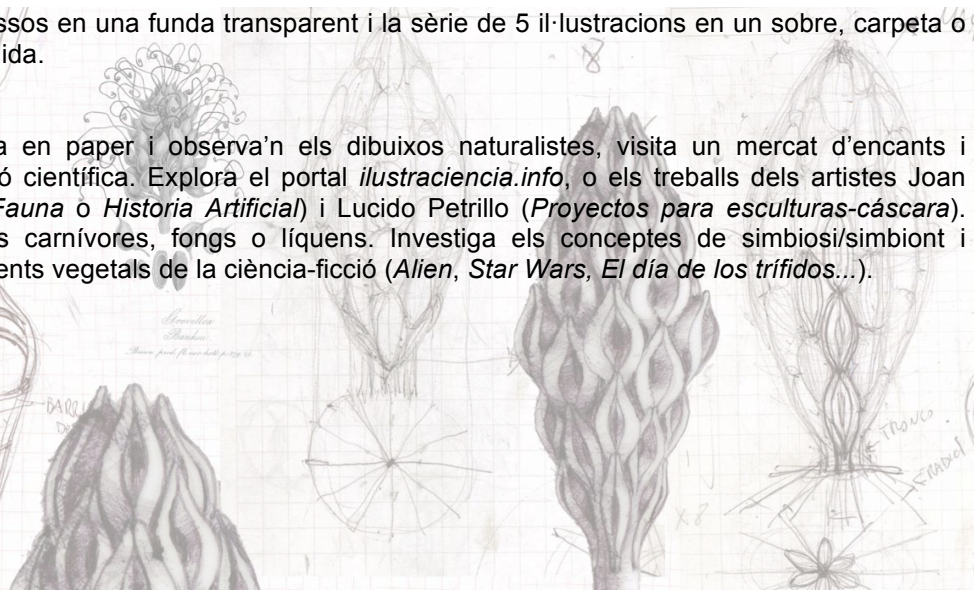 ssos en una funda transparent i la sèrie de 5 il·lustracions en un sobre, carpeta o
ida.
a en paper i observa’n els dibuixos naturalistes, visita un mercat d’encants i
ó científica. Explora el portal ilustraciencia.info, o els treballs dels artistes Joan
Fauna o Historia Artificial) i Lucido Petrillo (Proyectos para esculturas-cáscara).
s carnívores, fongs o líquens. Investiga els conceptes de simbiosi/simbiont i
ents vegetals de la ciència-ficció (Alien, Star Wars, El día de los trífidos...).
TRONCO